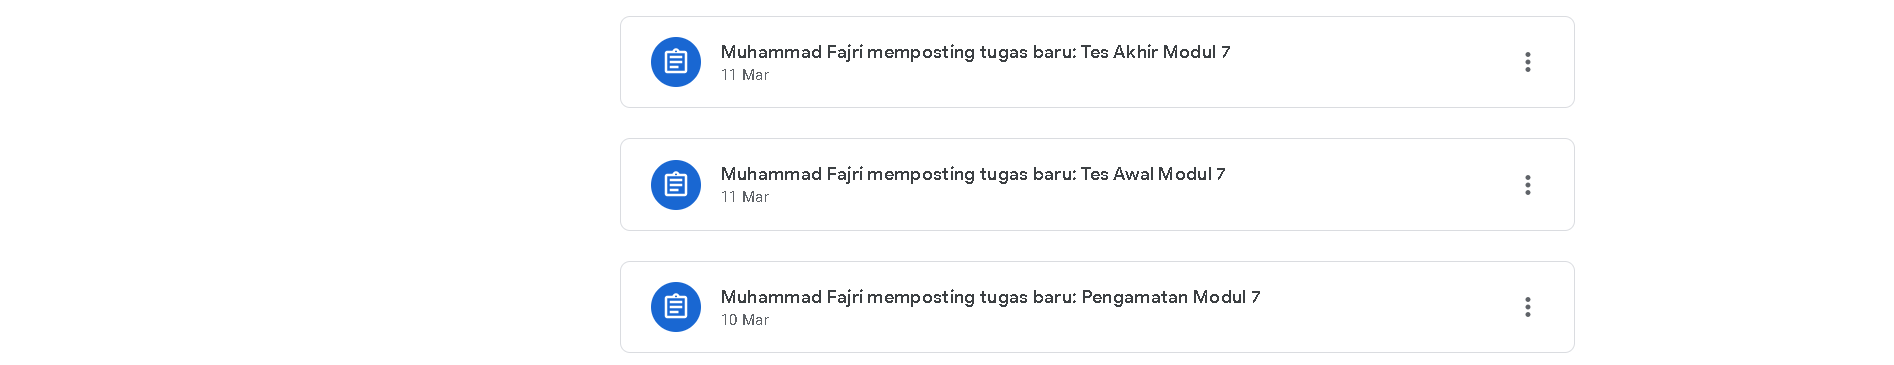 Muhammad Fajri memposting tugas baru: Tes Akhir Modul 7
11 Mar
Muhammad Fajri memposting tugas baru: Tes Awal Modul 7
11 Mar
Muhammad Fajri memposting tugas baru: Pengamatan Modul 7
10 Mar